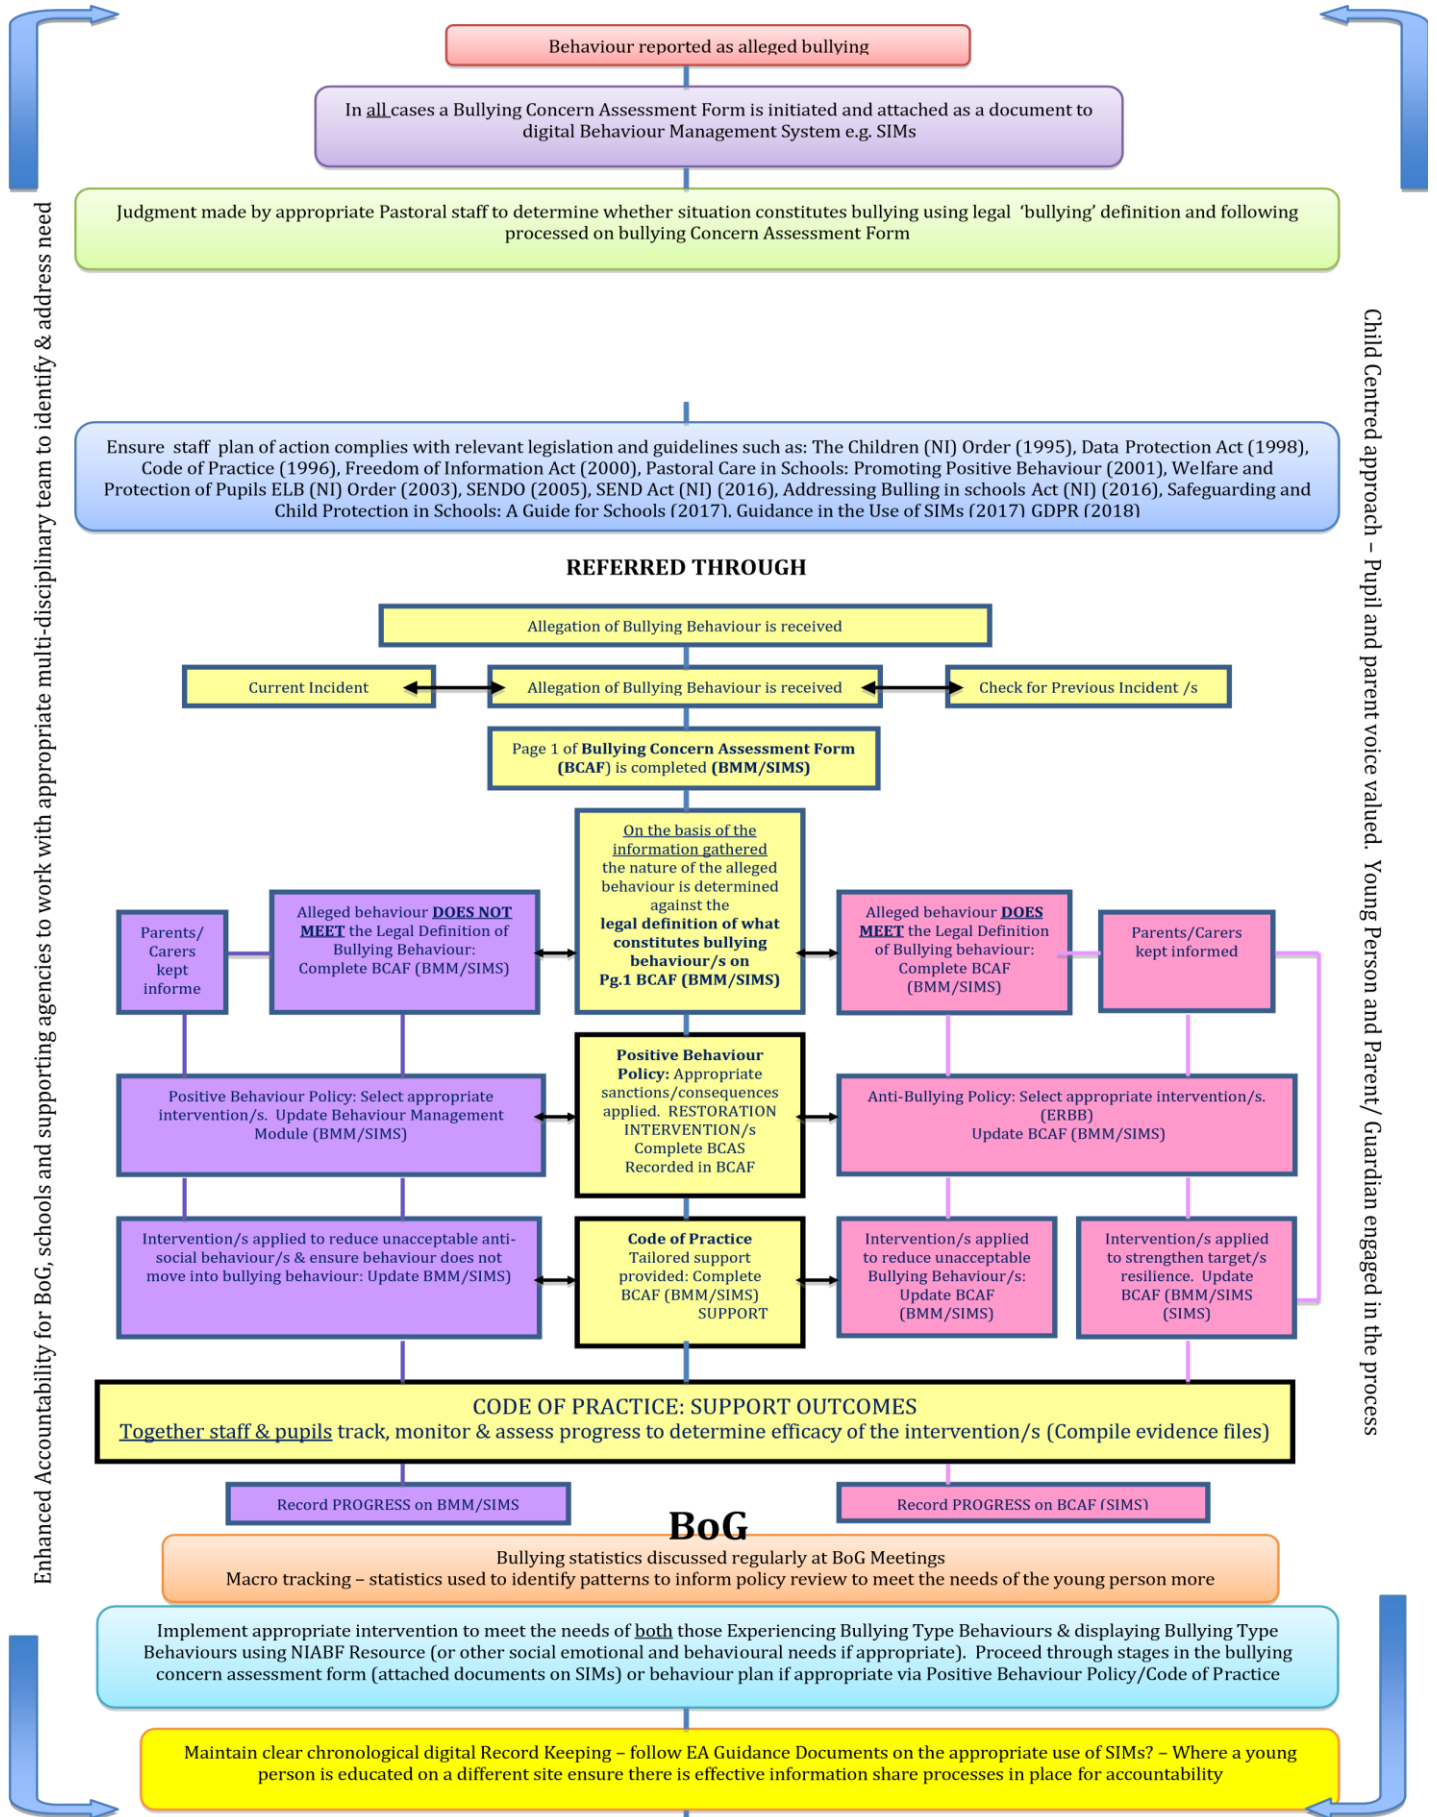 Behaviour reported as alleged bullying
In all cases a Bullying Concern Assessment Form is initiated and attached as a document to
digital Behaviour Management System e.g. SIMs
Judgment made by appropriate Pastoral staff to determine whether situation constitutes bullying using legal ‘bullying’ definition and following
processed on bullying Concern Assessment Form
Enhanced Accountability for BoG, schools and supporting agencies to work with appropriate multi-disciplinary team to identify & address need
Child Centred approach – Pupil and parent voice valued. Young Person and Parent/ Guardian engaged in the process
Ensure staff plan of action complies with relevant legislation and guidelines such as: The Children (NI) Order (1995), Data Protection Act (1998),
Code of Practice (1996), Freedom of Information Act (2000), Pastoral Care in Schools: Promoting Positive Behaviour (2001), Welfare and
Protection of Pupils ELB (NI) Order (2003), SENDO (2005), SEND Act (NI) (2016), Addressing Bulling in schools Act (NI) (2016), Safeguarding and
Child Protection in Schools: A Guide for Schools (2017). Guidance in the Use of SIMs (2017) GDPR (2018)
REFERRED THROUGH
Allegation of Bullying Behaviour is received
Current Incident
Allegation of Bullying Behaviour is received
Check for Previous Incident /s
Page 1 of Bullying Concern Assessment Form
(BCAF) is completed (BMM/SIMS)
Parents/
Carers
kept
informe
Alleged behaviour DOES NOT
MEET the Legal Definition of
Bullying Behaviour:
Complete BCAF (BMM/SIMS)
On the basis of the
information gathered
the nature of the alleged
behaviour is determined
against the
legal definition of what
constitutes bullying
behaviour/s on
Pg.1 BCAF (BMM/SIMS)
Alleged behaviour DOES
MEET the Legal Definition
of Bullying behaviour:
Complete BCAF
(BMM/SIMS)
Parents/Carers
kept informed
Positive Behaviour Policy: Select appropriate
intervention/s. Update Behaviour Management
Module (BMM/SIMS)
Positive Behaviour
Policy: Appropriate
sanctions/consequences
applied. RESTORATION
INTERVENTION/s
Complete BCAS
Recorded in BCAF
Anti-Bullying Policy: Select appropriate intervention/s.
(ERBB)
Update BCAF (BMM/SIMS)
Intervention/s applied to reduce unacceptable anti-
social behaviour/s & ensure behaviour does not
move into bullying behaviour: Update BMM/SIMS)
Code of Practice
Tailored support
provided: Complete
BCAF (BMM/SIMS)
SUPPORT
Intervention/s applied
to reduce unacceptable
Bullying Behaviour/s:
Update BCAF
(BMM/SIMS)
Intervention/s applied
to strengthen target/s
resilience. Update
BCAF (BMM/SIMS
(SIMS)
CODE OF PRACTICE: SUPPORT OUTCOMES
Together staff & pupils track, monitor & assess progress to determine efficacy of the intervention/s (Compile evidence files)
Record PROGRESS on BMM/SIMS
Record PROGRESS on BCAF (SIMS)
BoG
Bullying statistics discussed regularly at BoG Meetings
Macro tracking – statistics used to identify patterns to inform policy review to meet the needs of the young person more
Implement appropriate intervention to meet the needs of both those Experiencing Bullying Type Behaviours & displaying Bullying Type
Behaviours using NIABF Resource (or other social emotional and behavioural needs if appropriate). Proceed through stages in the bullying
concern assessment form (attached documents on SIMs) or behaviour plan if appropriate via Positive Behaviour Policy/Code of Practice
Maintain clear chronological digital Record Keeping – follow EA Guidance Documents on the appropriate use of SIMs? – Where a young
person is educated on a different site ensure there is effective information share processes in place for accountability